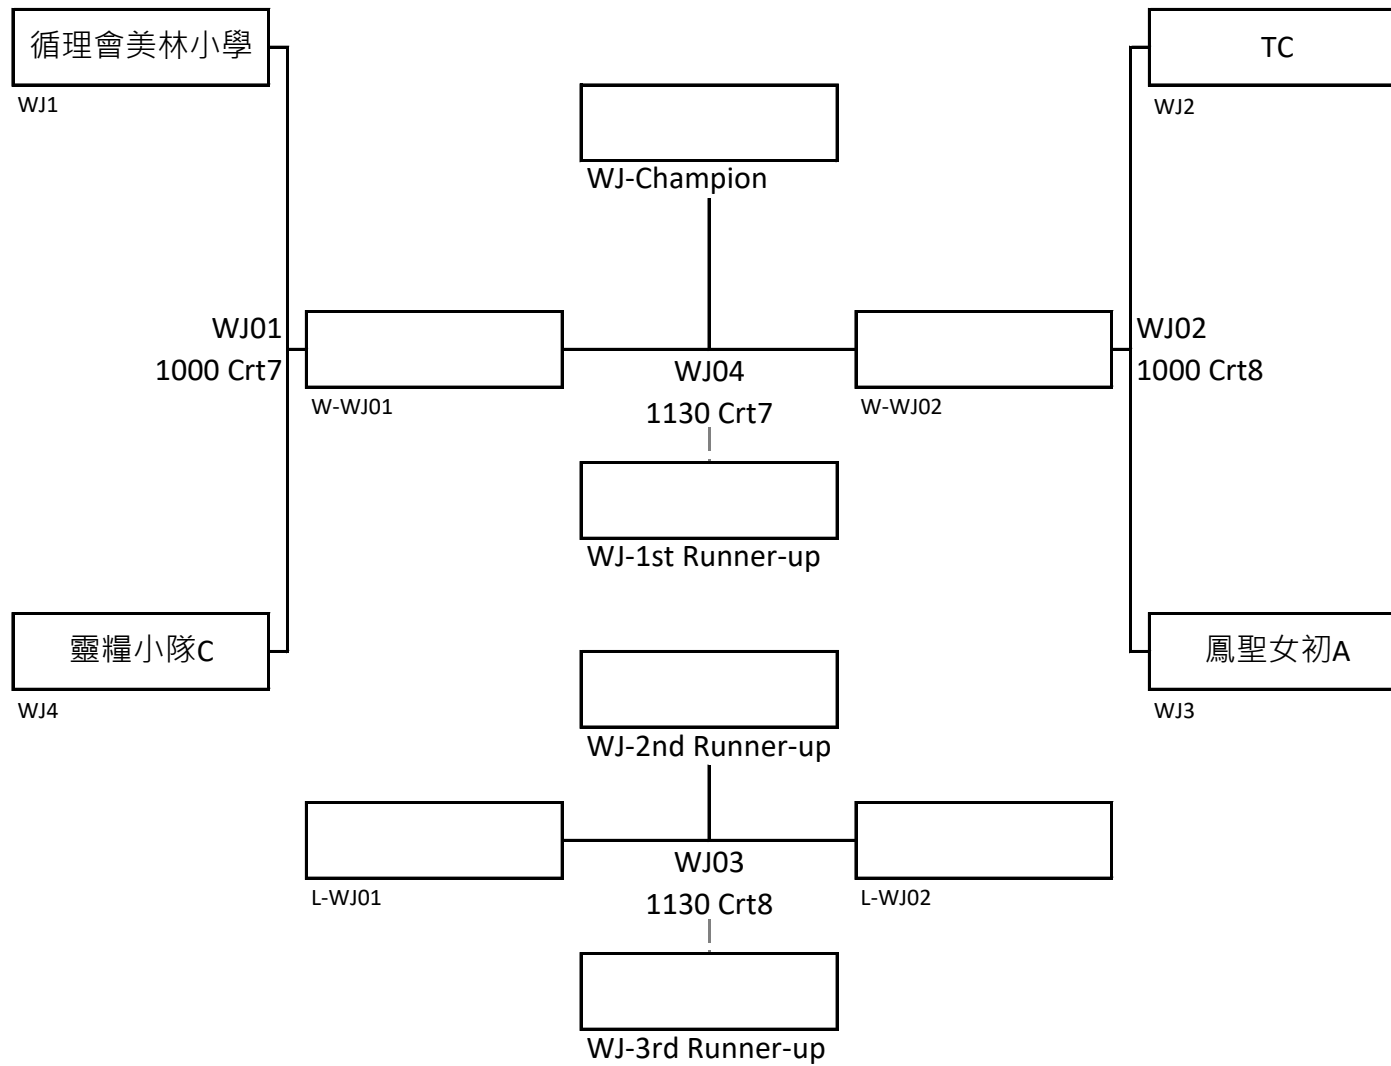 循理會美林小學
WJ1
TC
WJ2
WJ-Champion
WJ01
1000 Crt7
W-WJ01
WJ04
1130 Crt7
W-WJ02
WJ02
1000 Crt8
WJ-1st Runner-up
靈糧小隊C
WJ4
鳳聖女初A
WJ3
WJ-2nd Runner-up
L-WJ01
WJ03
1130 Crt8
L-WJ02
WJ-3rd Runner-up